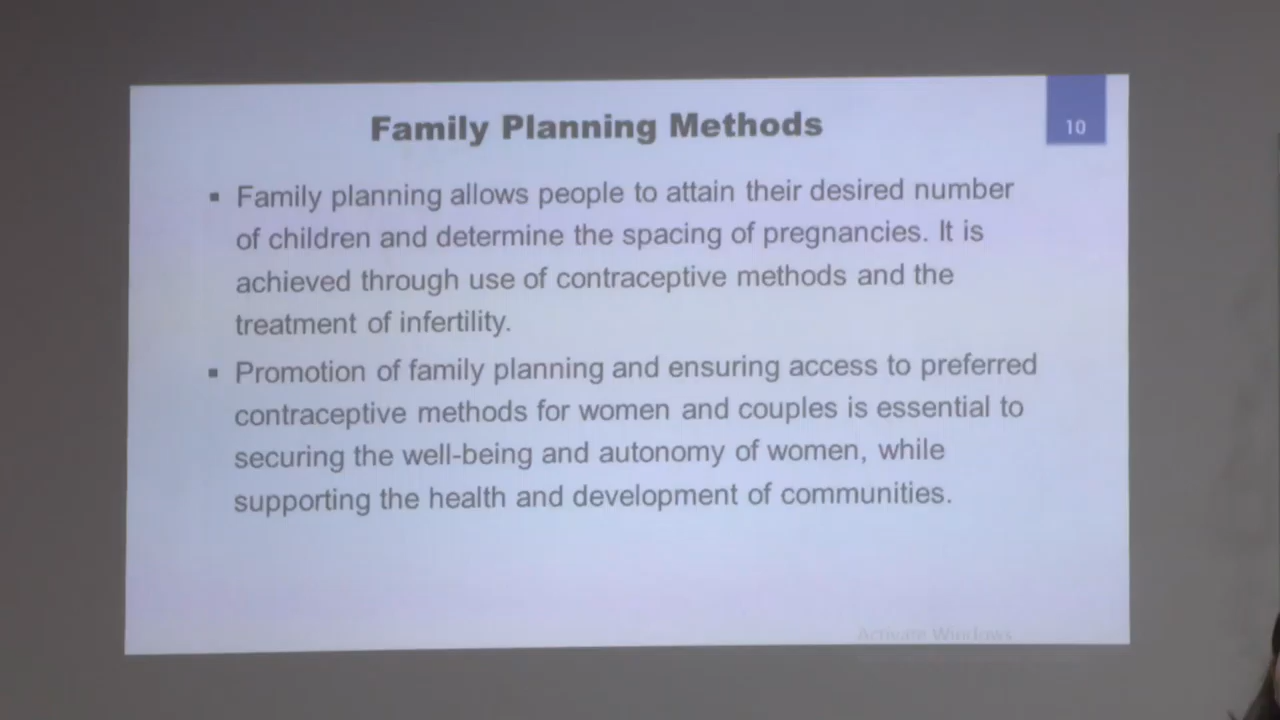 Family Planning Methods
10
▪ Family planning allows people to attain their desired number
of children and determine the spacing of pregnancies. It is
achieved through use of contraceptive methods and the
treatment of infertility.
▪ Promotion of family planning and ensuring access to preferred
contraceptive methods for women and couples is essential to
securing the well-being and autonomy of women, while
supporting the health and development of communities.
Activate Windows